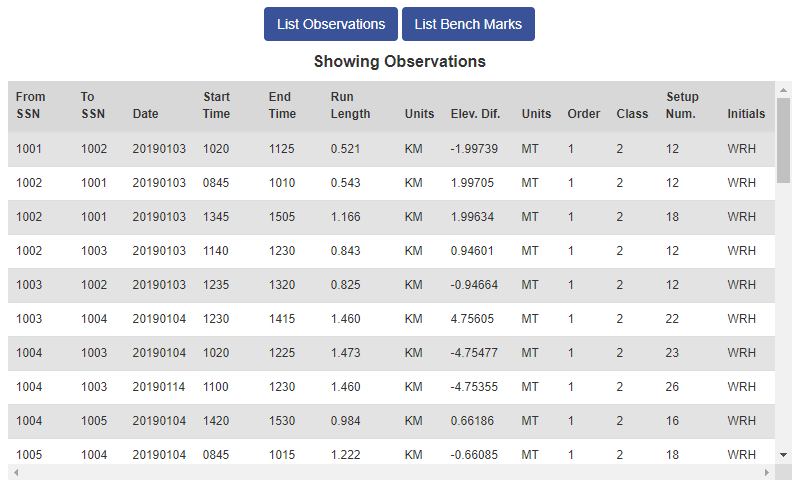 List Observations List Bench Marks
Showing Observations
From SSN To SSN Date Start Time End Time Run Length Units Elev. Dif. Units Order Class Setup Num. Initials
1001 1002 20190103 1020 1125 0.521 KM -1.99739 MT 1 2 12 WRH
1002 1001 20190103 0845 1010 0.543 KM 1.99705 MT 1 2 12 WRH
1002 1001 20190103 1345 1505 1.166 KM 1.99634 MT 1 2 18 WRH
1002 1003 20190103 1140 1230 0.843 KM 0.94601 MT 1 2 12 WRH
1003 1002 20190103 1235 1320 0.825 KM -0.94664 MT 1 2 12 WRH
1003 1004 20190104 1230 1415 1.460 KM 4.75605 MT 1 2 22 WRH
1004 1003 20190104 1020 1225 1.473 KM -4.75477 MT 1 2 23 WRH
1004 1003 20190114 1100 1230 1.460 KM -4.75355 MT 1 2 26 WRH
1004 1005 20190104 1420 1530 0.984 KM 0.66186 MT 1 2 16 WRH
1005 1004 20190104 0845 1015 1.222 KM -0.66085 MT 1 2 18 WRH